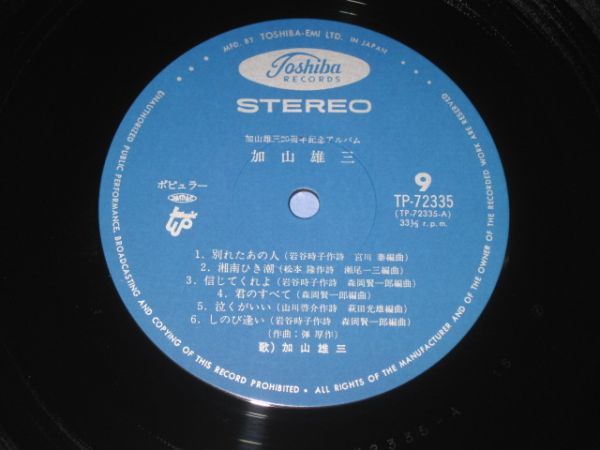 MFD. BY TOSHIBA-EMI LTD. IN JAPAN
Toshiba
RECORDS
STEREO
加山雄三20周年記念アルバム
加山雄三
ポピュラー
9
TP-72335
(TP-72335-A)
33⅓ r.p.m.
1. 別れたあの人(岩谷時子作詩 宮川 泰編曲)
2. 湘南ひき潮(松本 隆作詩 瀬尾一三編曲)
3. 信じてくれよ(岩谷時子作詩 森岡賢一郎編曲)
4. 君のすべて(森岡賢一郎編曲)
5. 泣くがいい(山川啓介作詩 萩田光雄編曲)
6. しのび逢い(岩谷時子作詩 森岡賢一郎編曲)
(作曲:弾 厚作)
歌)加山雄三
UNAUTHORIZED PUBLIC PERFORMANCE, BROADCASTING AND COPYING OF THIS RECORD PROHIBITED • ALL RIGHTS OF THE MANUFACTURER AND OF THE OWNER OF THE RECORDED WORK ARE RESERVED